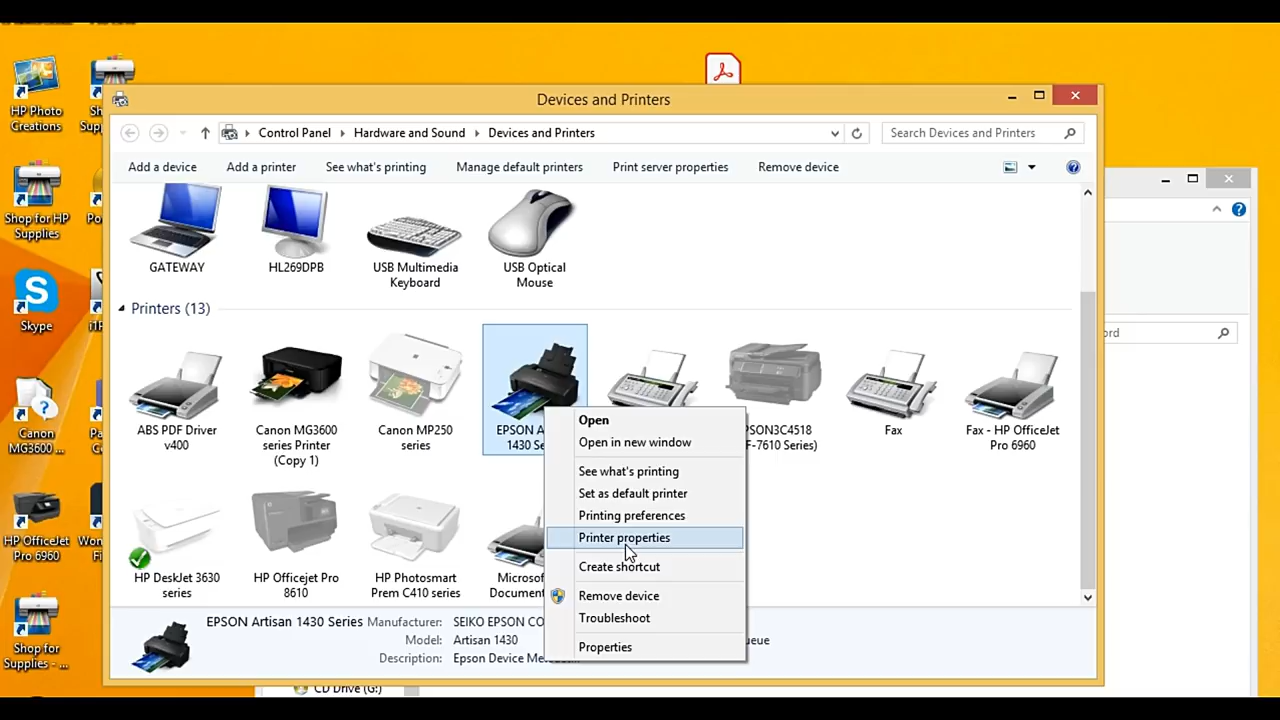 Devices and Printers
Control Panel
Hardware and Sound
Devices and Printers
Search Devices and Printers
Add a device
Add a printer
See what's printing
Manage default printers
Print server properties
Remove device
GATEWAY
HL269DPB
USB Multimedia
Keyboard
USB Optical
Mouse
Printers (13)
ABS PDF Driver
v400
Canon MG3600
series Printer
(Copy 1)
Canon MP250
series
EPSON A
1430 Se
PSON3C4518
F-7610 Series)
Fax
Fax - HP OfficeJet
Pro 6960
HP DeskJet 3630
series
HP Officejet Pro
8610
HP Photosmart
Prem C410 series
Microso
Document
Open
Open in new window
See what's printing
Set as default printer
Printing preferences
Printer properties
Create shortcut
Remove device
Troubleshoot
Properties
EPSON Artisan 1430 Series
Manufacturer: SEIKO EPSON CO
Model: Artisan 1430
Description: Epson Device Me
ueue
HP Photo
Creations
Sh
Supp
Shop for HP
Supplies
Po
Skype
Canon
MG3600 ...
HP OfficeJet
Pro 6960
Shop for
Supplies - ...
ord
CD Drive (G:)